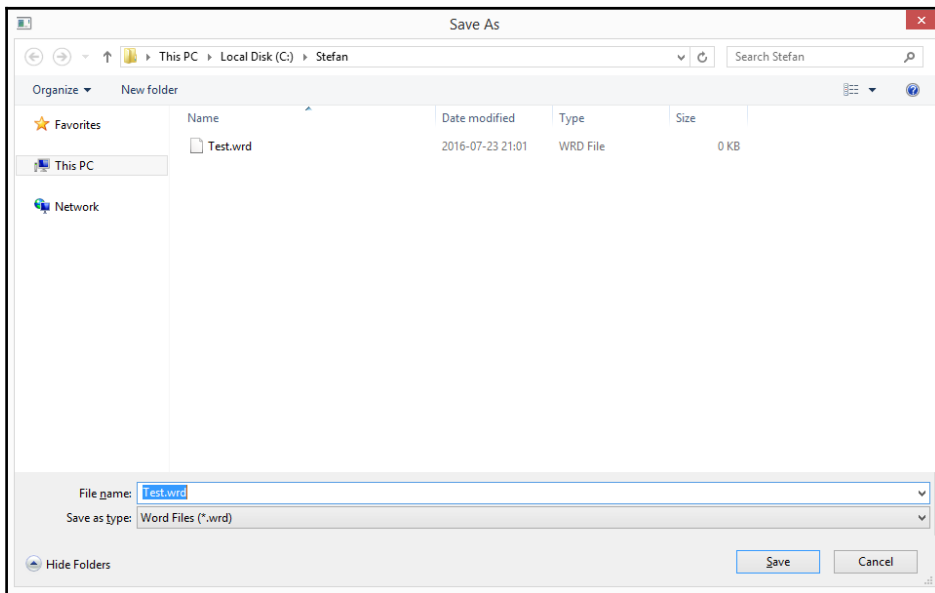 Save As
This PC Local Disk (C:) Stefan Search Stefan
Organize New folder
Favorites
This PC
Network
Name Date modified Type Size
Test.wrd 2016-07-23 21:01 WRD File 0 KB
File name: Test.wrd
Save as type: Word Files (*.wrd)
Hide Folders Save Cancel